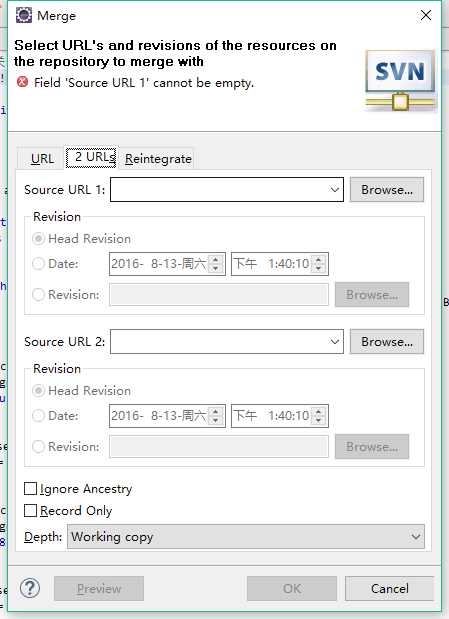 Merge
Select URL's and revisions of the resources on
the repository to merge with
Field 'Source URL 1' cannot be empty.
SVN
URL
2 URLs
Reintegrate
Source URL 1:
Browse...
Revision
Head Revision
Date:
2016- 8-13-周六
下午 1:40:10
Revision:
Browse...
Source URL 2:
Browse...
Revision
Head Revision
Date:
2016- 8-13-周六
下午 1:40:10
Revision:
Browse...
Ignore Ancestry
Record Only
Depth:
Working copy
?
Preview
OK
Cancel